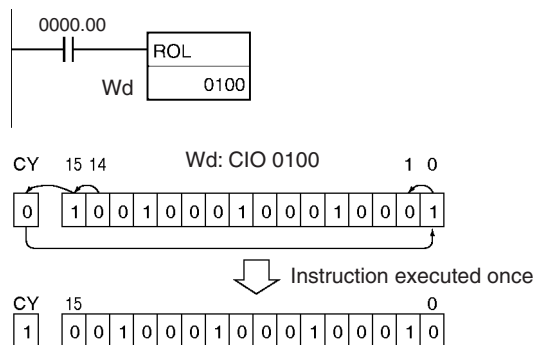 0000.00
ROL
Wd 0100
CY 15 14 Wd: CIO 0100 1 0
0 1 0 0 1 0 0 0 1 0 0 0 1 0 0 0 1
Instruction executed once
CY 15 0
1 0 0 1 0 0 0 1 0 0 0 1 0 0 0 1 0